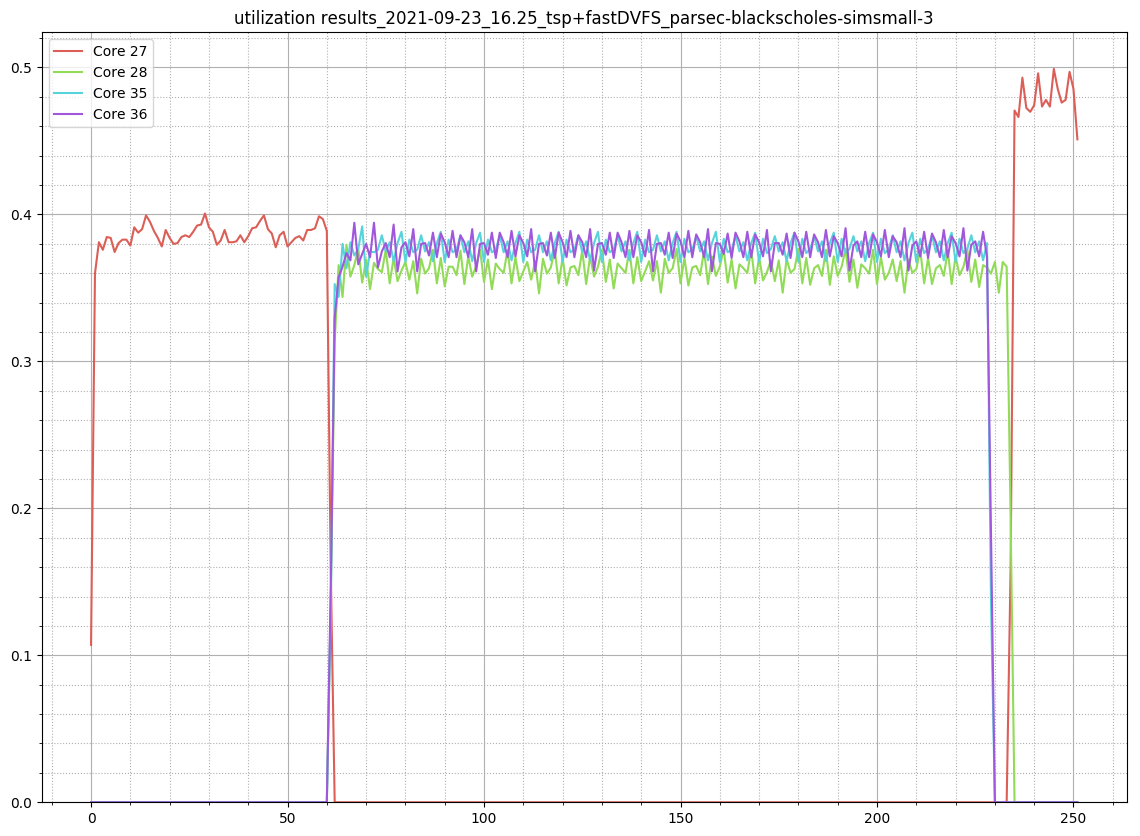 utilization results_2021-09-23_16.25_tsp+fastDVFS_parsec-blackscholes-simsmall-3
Core 27
Core 28
Core 35
Core 36
0.5
0.4
0.3
0.2
0.1
0.0
0 50 100 150 200 250